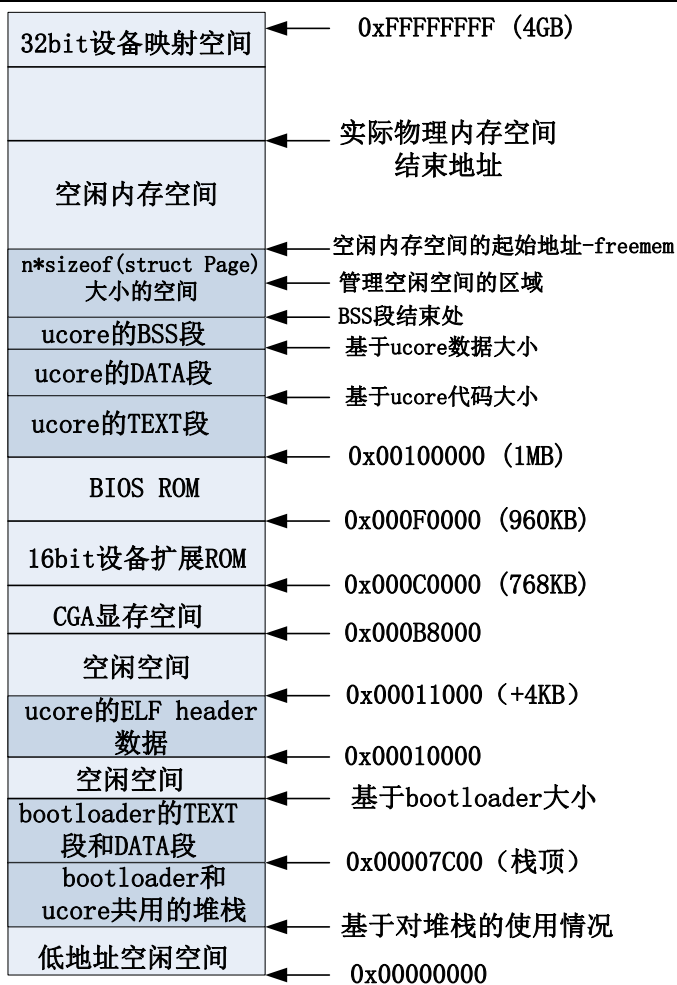 32bit设备映射空间
0xFFFFFFFF (4GB)
实际物理内存空间
结束地址
空闲内存空间
空闲内存空间的起始地址-freemem
n*sizeof(struct Page)
大小的空间
管理空闲空间的区域
BSS段结束处
ucore的BSS段
基于ucore数据大小
ucore的DATA段
基于ucore代码大小
ucore的TEXT段
0x00100000 (1MB)
BIOS ROM
0x000F0000 (960KB)
16bit设备扩展ROM
0x000C0000 (768KB)
CGA显存空间
0x000B8000
空闲空间
0x00011000（+4KB）
ucore的ELF header
数据
0x00010000
空闲空间
基于bootloader大小
bootloader的TEXT
段和DATA段
0x00007C00（栈顶）
bootloader和
ucore共用的堆栈
基于对堆栈的使用情况
低地址空闲空间
0x00000000